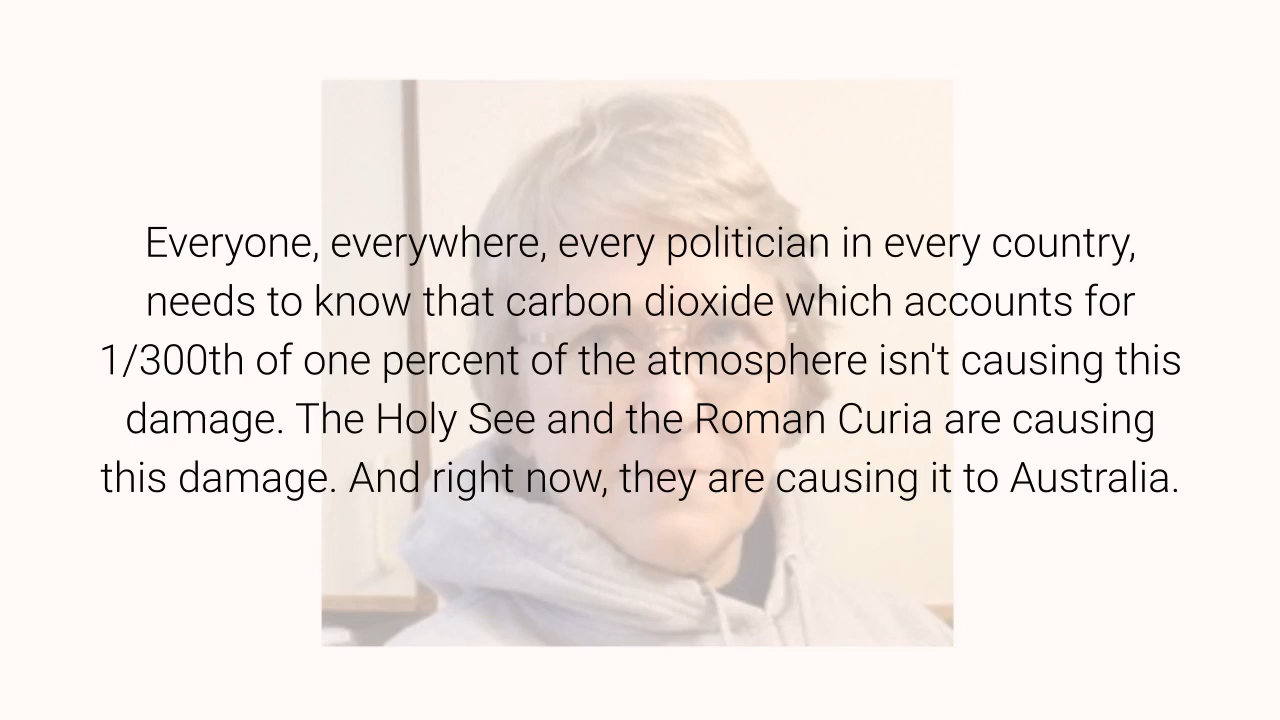 Everyone, everywhere, every politician in every country,
needs to know that carbon dioxide which accounts for
1/300th of one percent of the atmosphere isn't causing this
damage. The Holy See and the Roman Curia are causing
this damage. And right now, they are causing it to Australia.